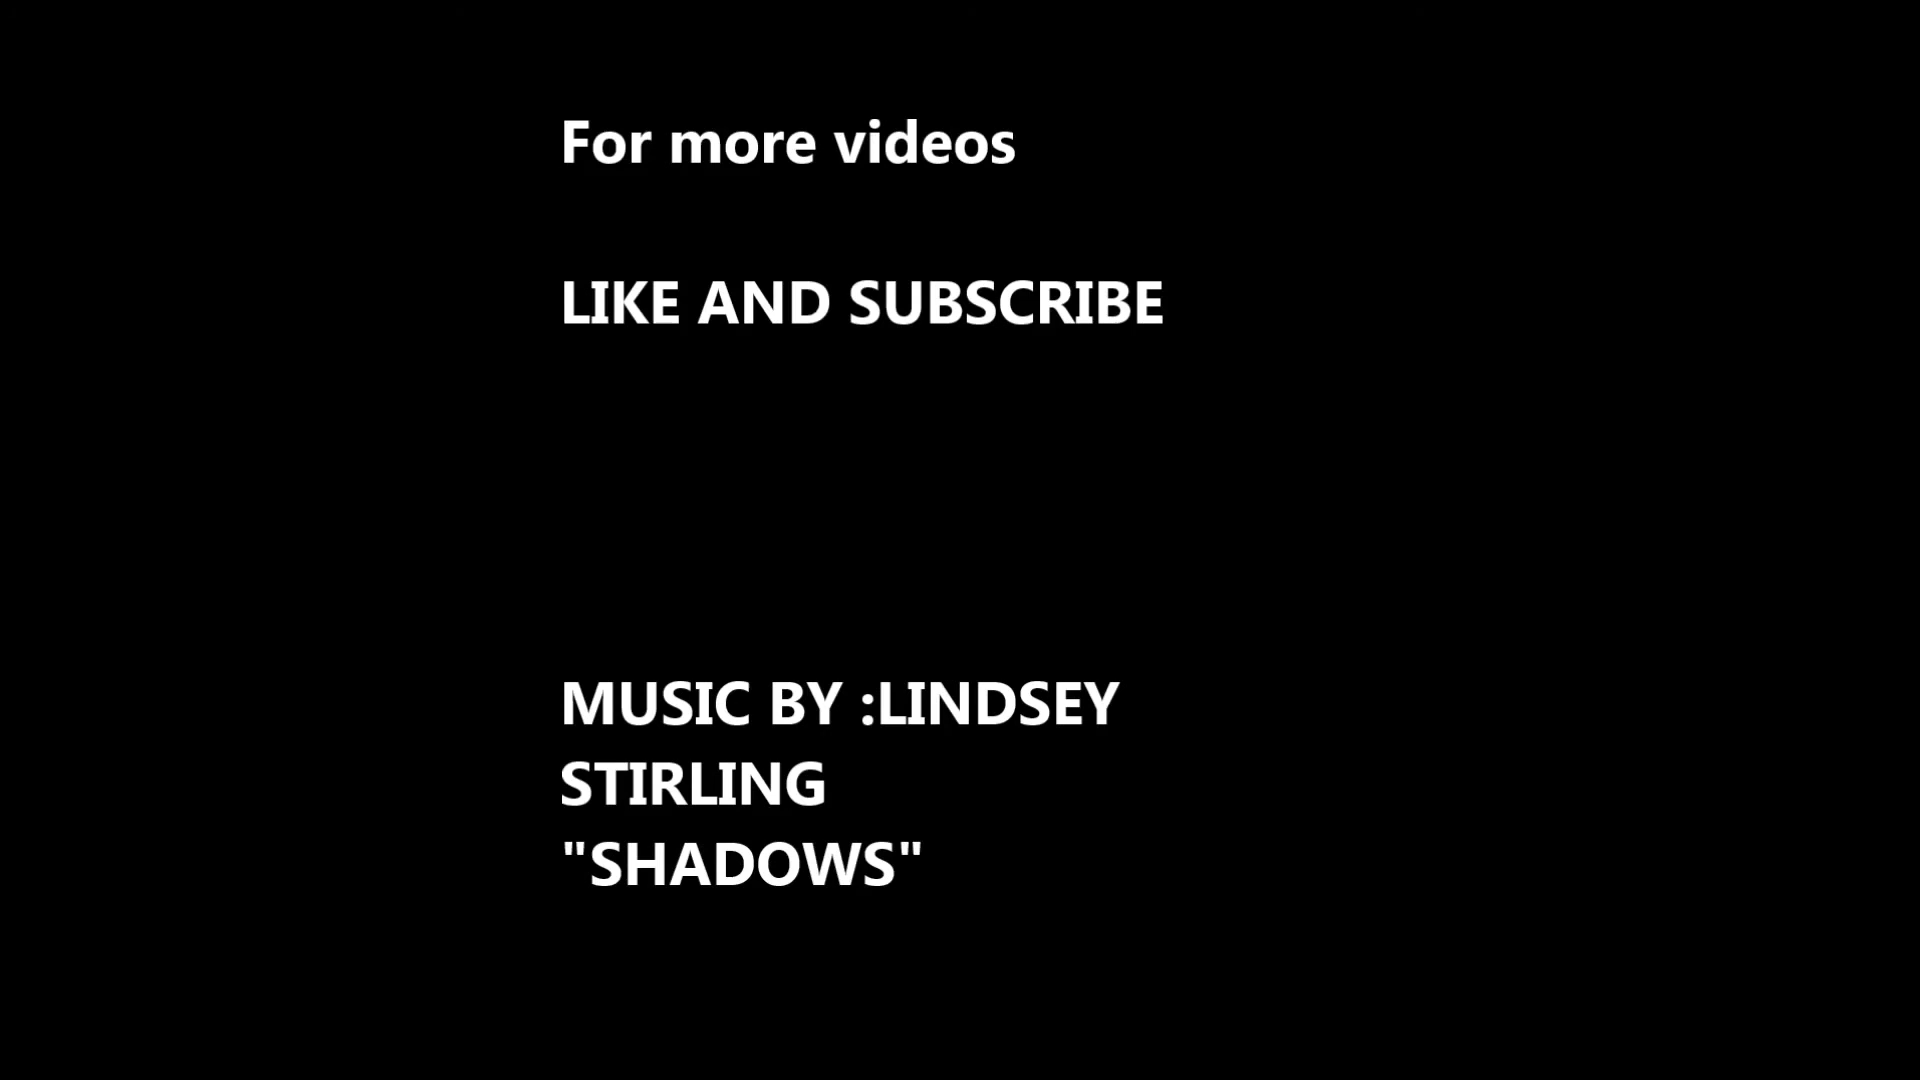 For more videos
LIKE AND SUBSCRIBE
MUSIC BY :LINDSEY
STIRLING
"SHADOWS"